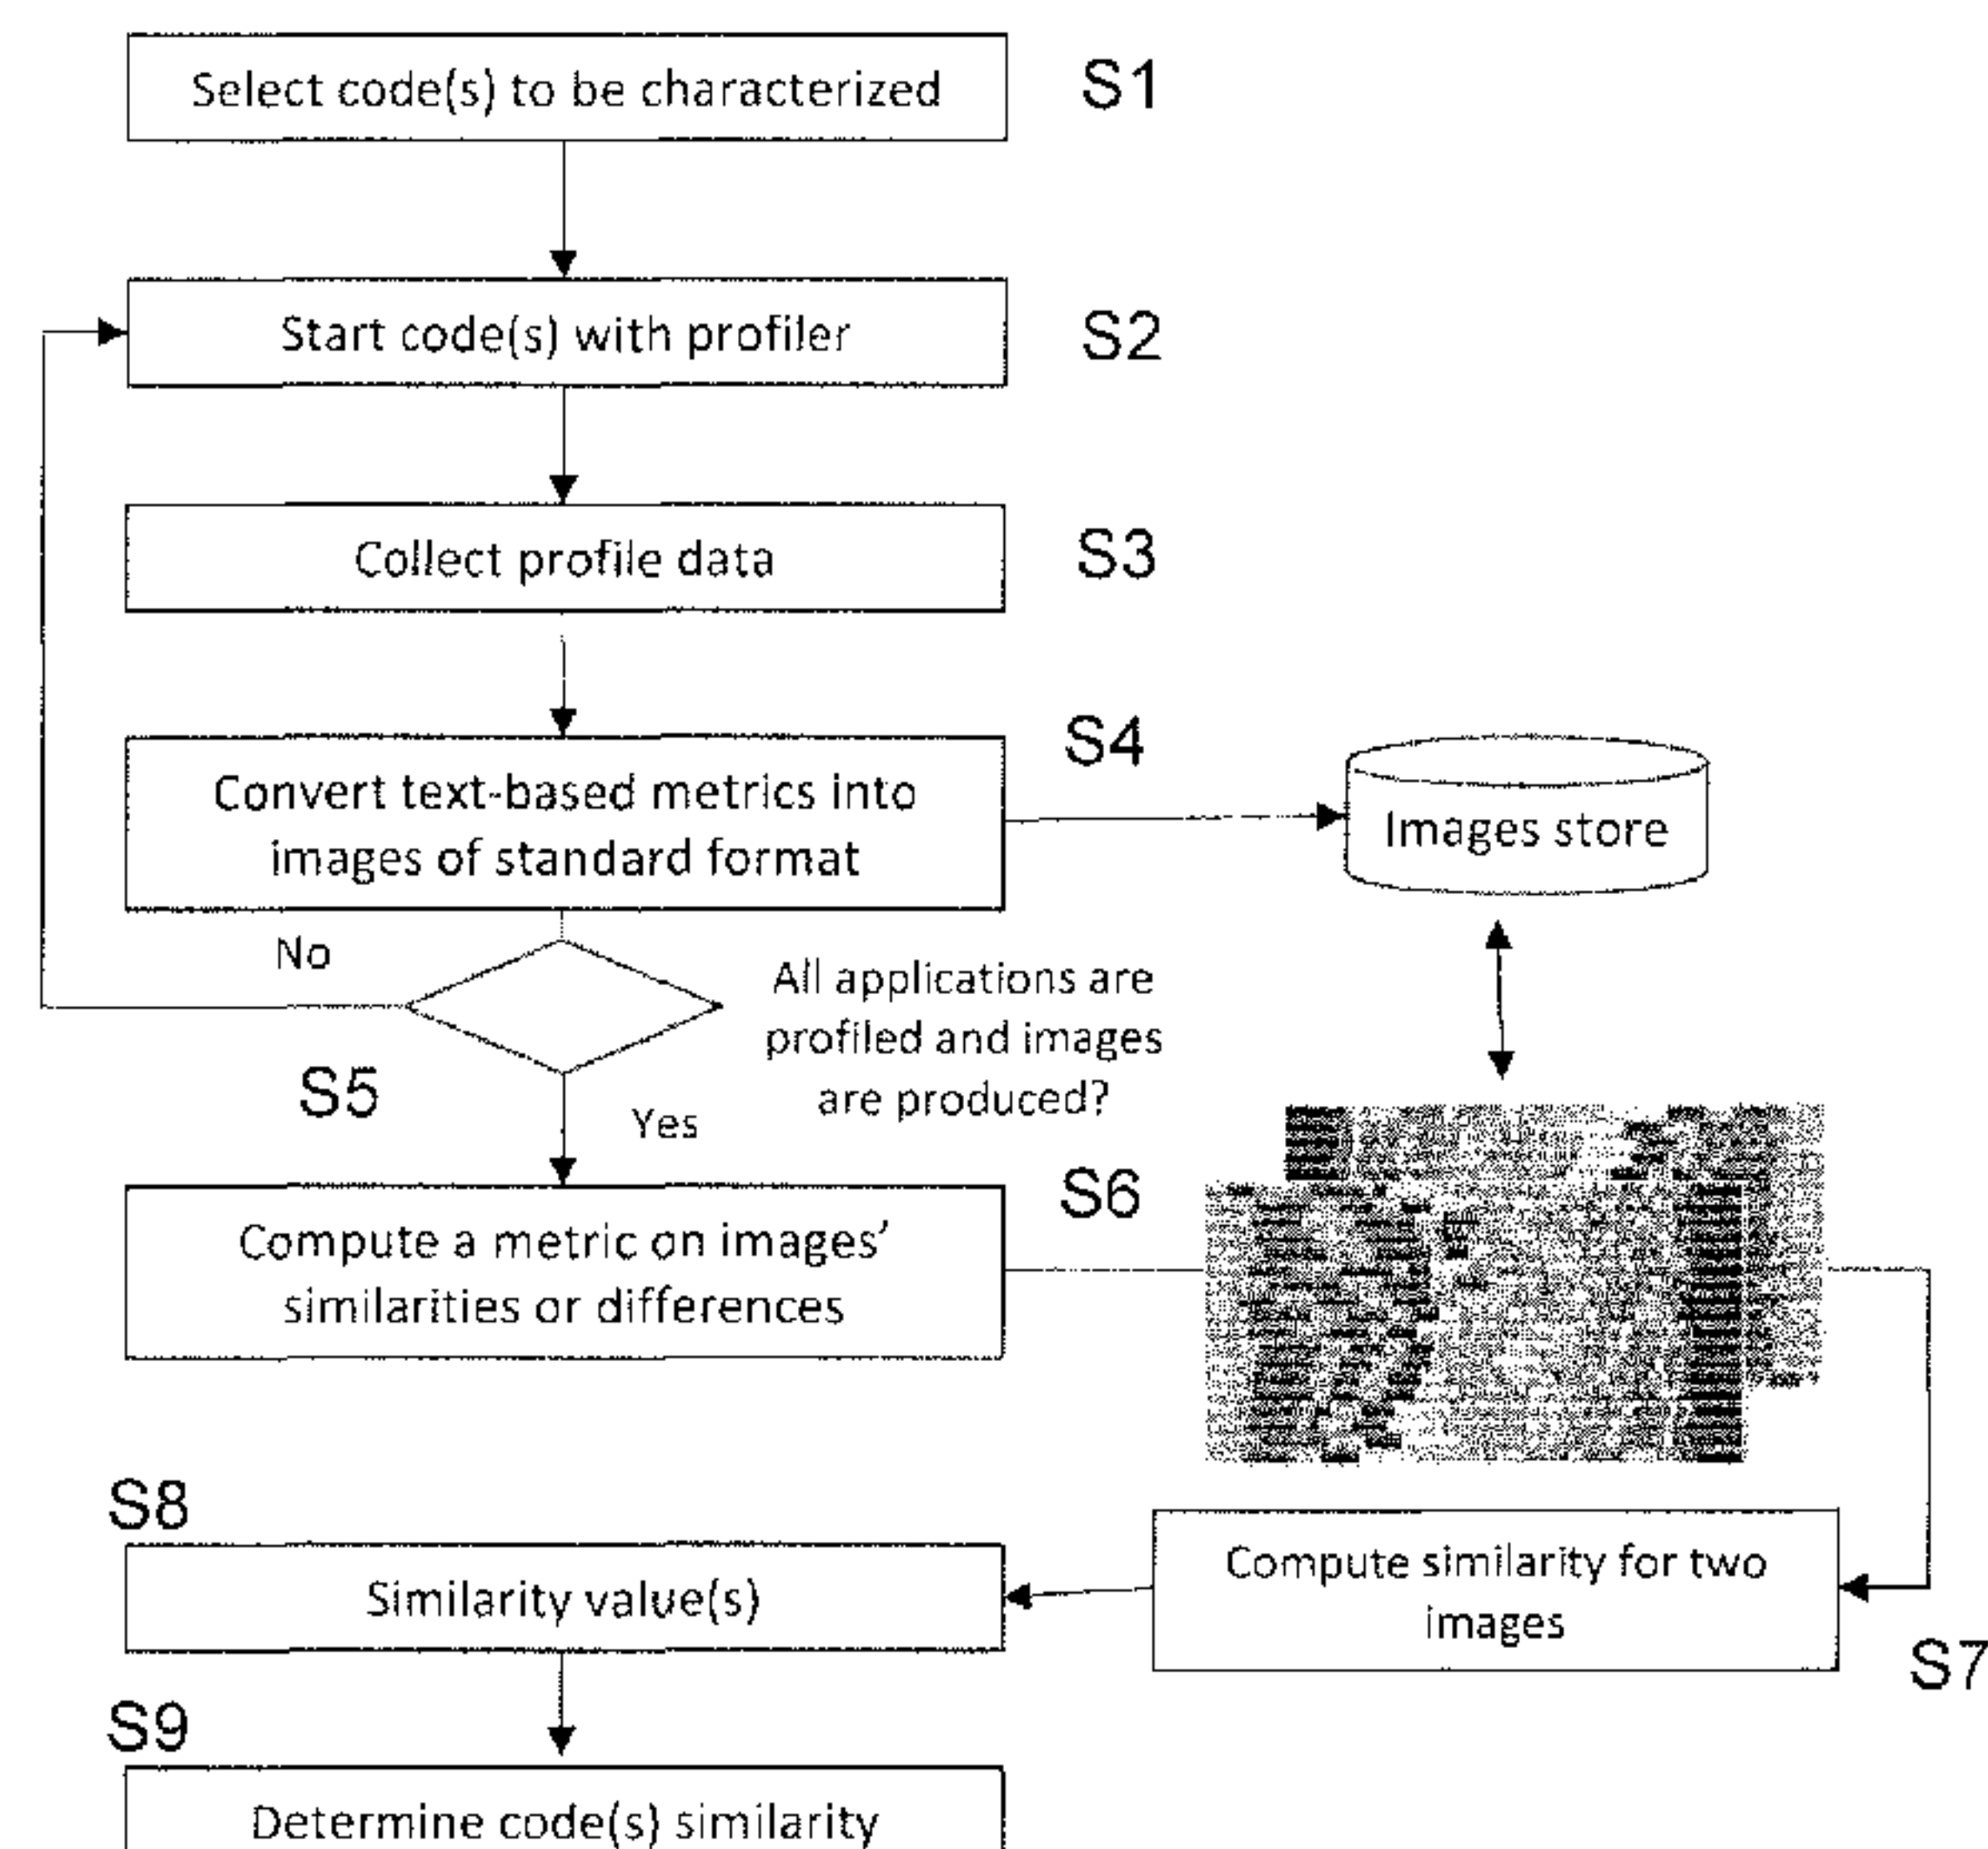 Select code(s) to be characterized
S1
Start code(s) with profiler
S2
Collect profile data
S3
Convert text-based metrics into
images of standard format
S4
Images store
No
All applications are
profiled and images
are produced?
S5
Yes
Compute a metric on images'
similarities or differences
S6
Compute similarity for two
images
S7
S8
Similarity value(s)
S9
Determine code(s) similarity